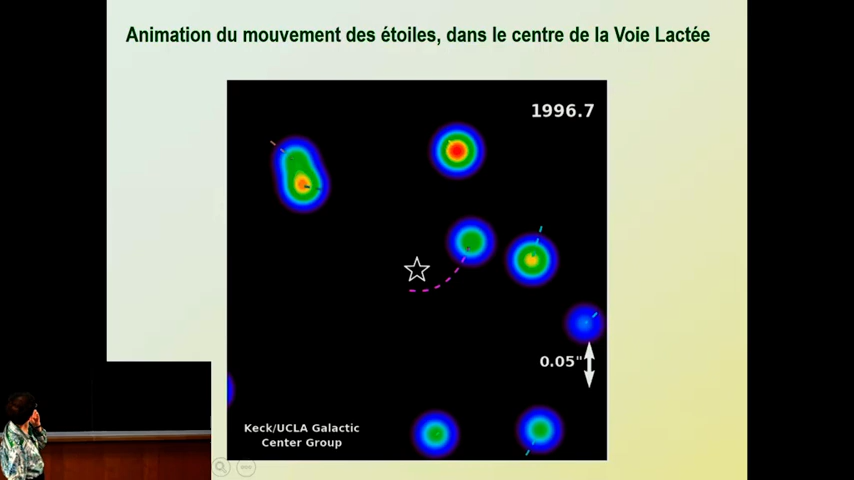 Animation du mouvement des étoiles, dans le centre de la Voie Lactée
1996.7
0.05"
Keck/UCLA Galactic
Center Group